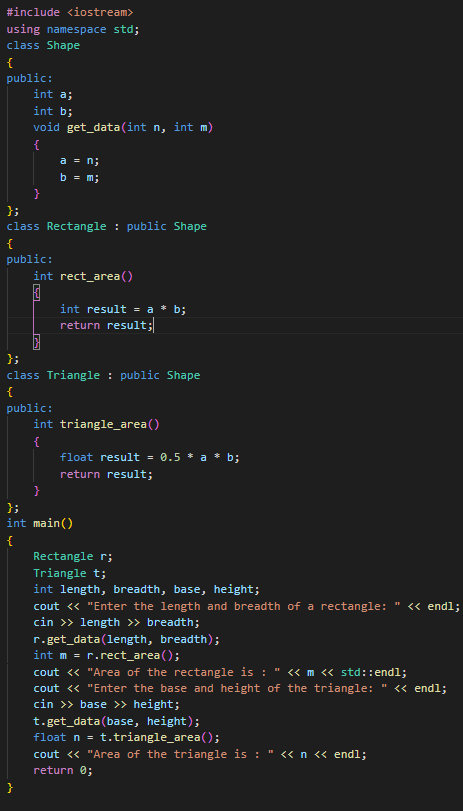 #include <iostream>
using namespace std;
class Shape
{
public:
    int a;
    int b;
    void get_data(int n, int m)
    {
        a = n;
        b = m;
    }
};
class Rectangle : public Shape
{
public:
    int rect_area()
    {
        int result = a * b;
        return result;
    }
};
class Triangle : public Shape
{
public:
    int triangle_area()
    {
        float result = 0.5 * a * b;
        return result;
    }
};
int main()
{
    Rectangle r;
    Triangle t;
    int length, breadth, base, height;
    cout << "Enter the length and breadth of a rectangle: " << endl;
    cin >> length >> breadth;
    r.get_data(length, breadth);
    int m = r.rect_area();
    cout << "Area of the rectangle is : " << m << std::endl;
    cout << "Enter the base and height of the triangle: " << endl;
    cin >> base >> height;
    t.get_data(base, height);
    float n = t.triangle_area();
    cout << "Area of the triangle is : " << n << endl;
    return 0;
}